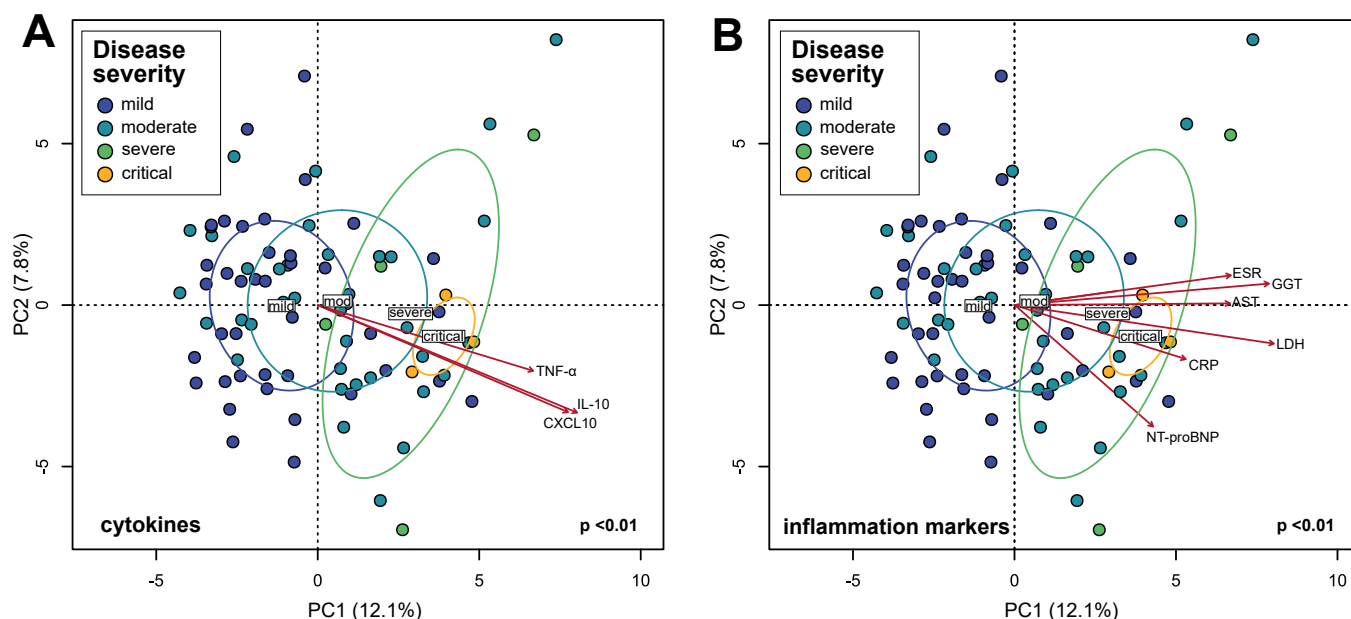 A
Disease
severity
mild
moderate
severe
critical
5
0
-5
PC2 (7.8%)
mild
mod
severe
critical
TNF-α
IL-10
CXCL10
cytokines
p <0.01
-5
0
5
10
PC1 (12.1%)
B
Disease
severity
mild
moderate
severe
critical
5
0
-5
PC2 (7.8%)
mild
mod
severe
critical
ESR
GGT
AST
LDH
CRP
NT-proBNP
inflammation markers
p <0.01
-5
0
5
10
PC1 (12.1%)